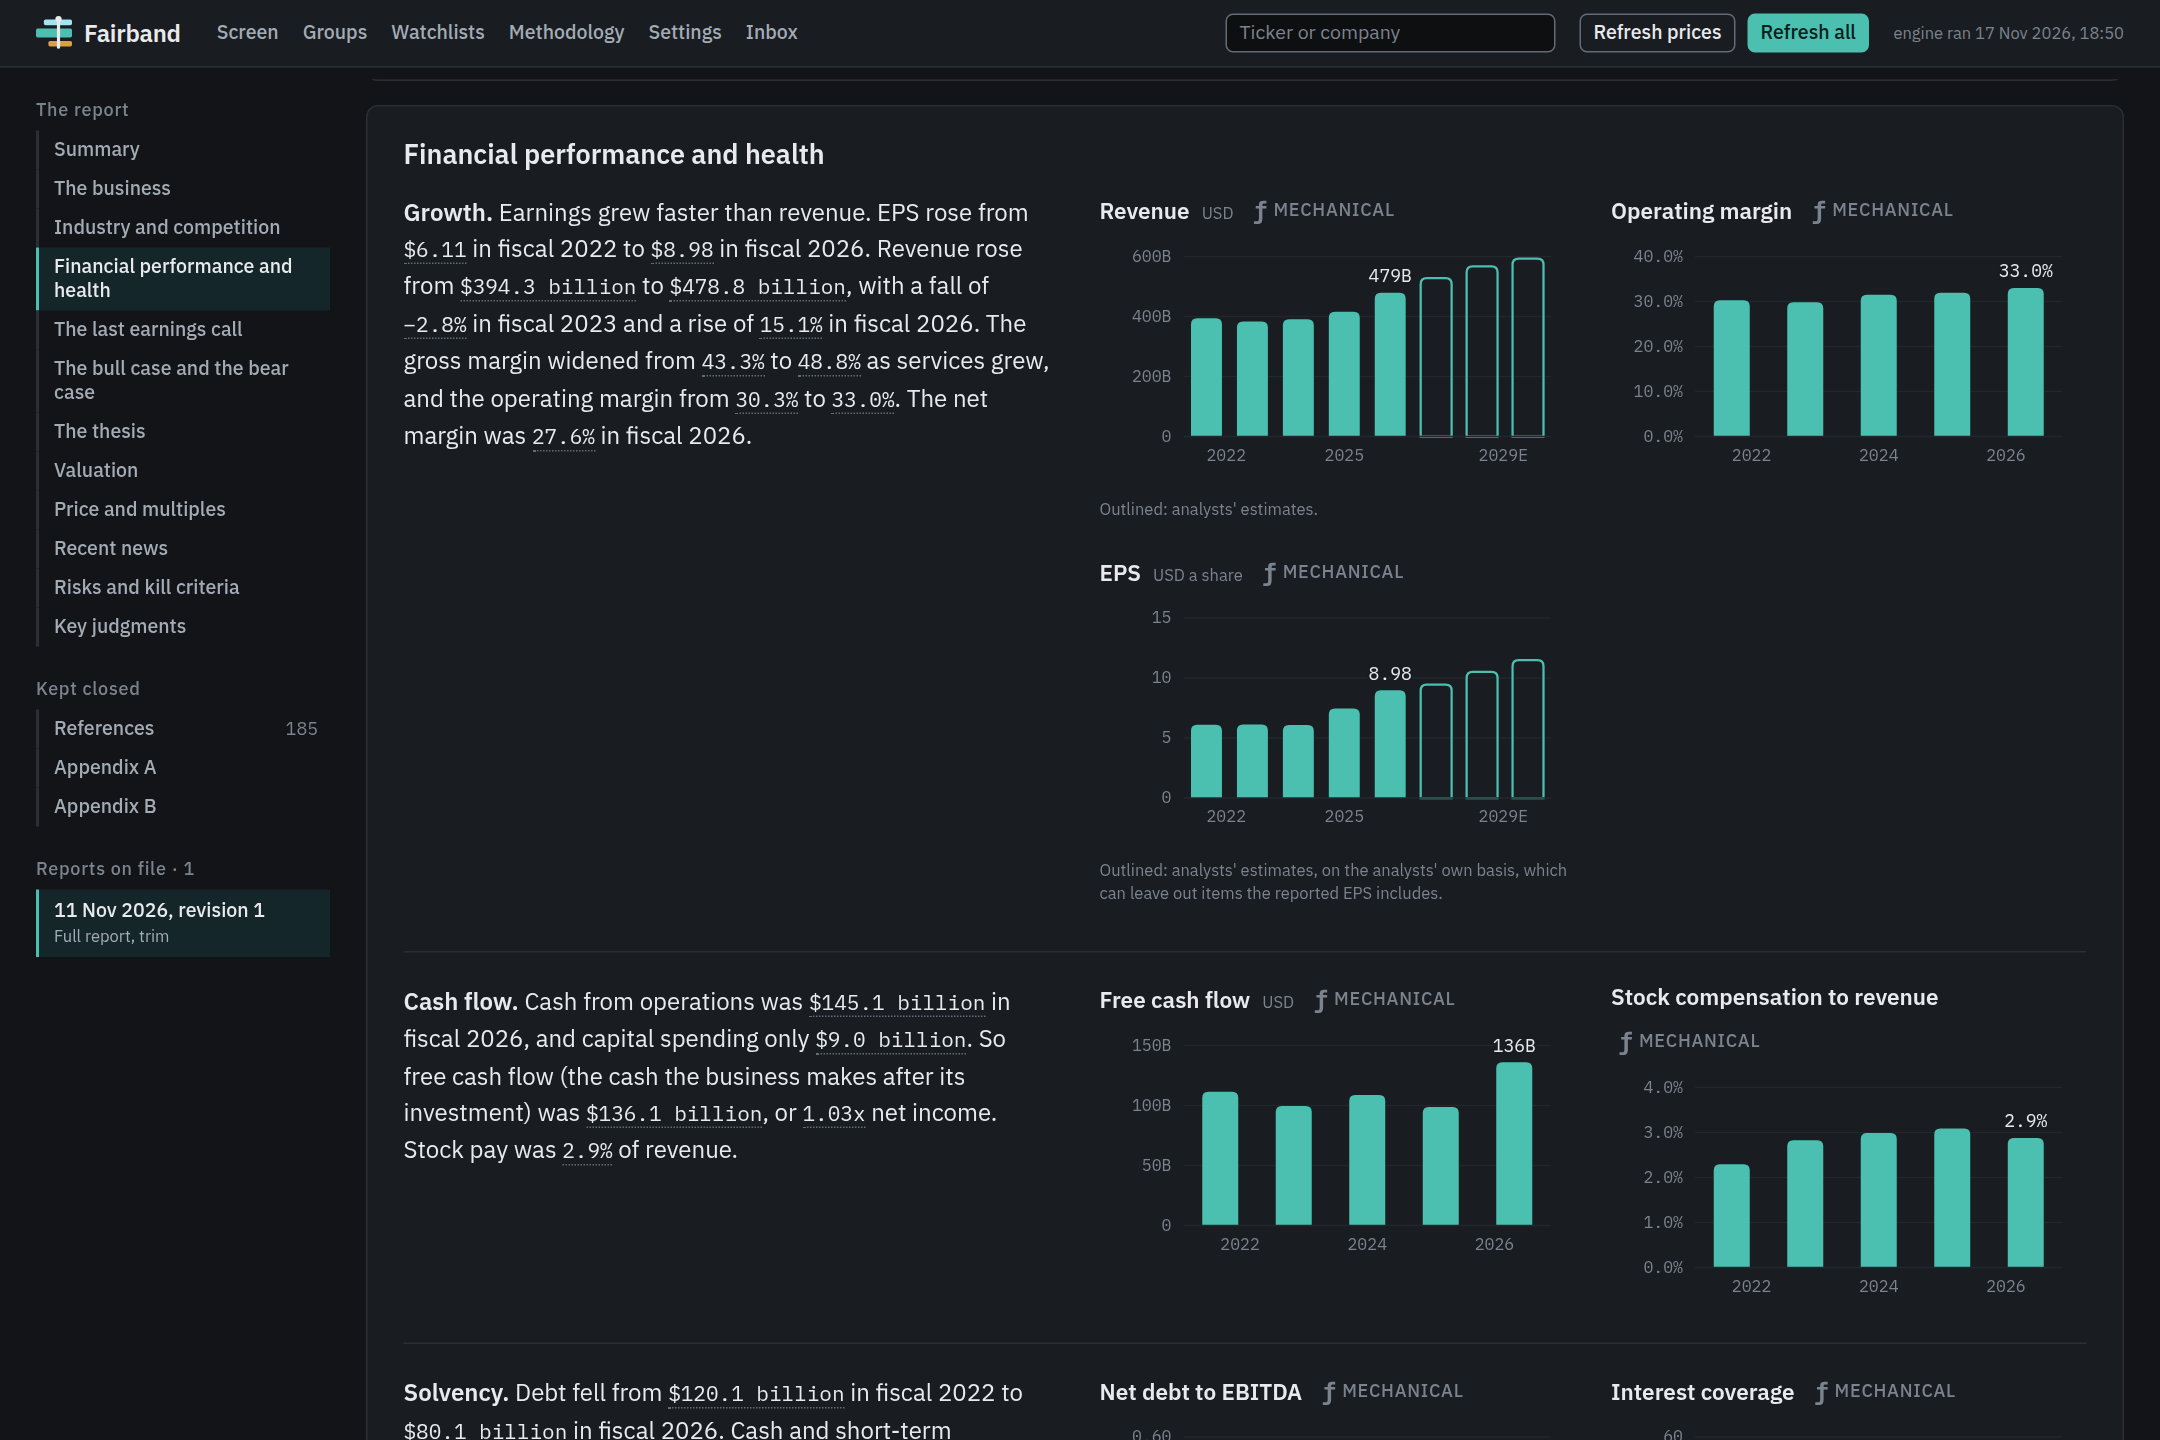 Fairband
Screen
Groups
Watchlists
Methodology
Settings
Inbox
Ticker or company
Refresh prices
Refresh all
engine ran 17 Nov 2026, 18:50
The report
Summary
The business
Industry and competition
Financial performance and
health
The last earnings call
The bull case and the bear
case
The thesis
Valuation
Price and multiples
Recent news
Risks and kill criteria
Key judgments
Kept closed
References 185
Appendix A
Appendix B
Reports on file · 1
11 Nov 2026, revision 1
Full report, trim
Financial performance and health
Growth. Earnings grew faster than revenue. EPS rose from
$6.11 in fiscal 2022 to $8.98 in fiscal 2026. Revenue rose
from $394.3 billion to $478.8 billion, with a fall of
−2.8% in fiscal 2023 and a rise of 15.1% in fiscal 2026. The
gross margin widened from 43.3% to 48.8% as services grew,
and the operating margin from 30.3% to 33.0%. The net
margin was 27.6% in fiscal 2026.
Revenue USD ƒ MECHANICAL
600B
400B
200B
0
479B
2022 2025 2029E
Outlined: analysts' estimates.
Operating margin ƒ MECHANICAL
40.0%
30.0%
20.0%
10.0%
0.0%
33.0%
2022 2024 2026
EPS USD a share ƒ MECHANICAL
15
10
5
0
8.98
2022 2025 2029E
Outlined: analysts' estimates, on the analysts' own basis, which
can leave out items the reported EPS includes.
Cash flow. Cash from operations was $145.1 billion in
fiscal 2026, and capital spending only $9.0 billion. So
free cash flow (the cash the business makes after its
investment) was $136.1 billion, or 1.03x net income.
Stock pay was 2.9% of revenue.
Free cash flow USD ƒ MECHANICAL
150B
100B
50B
0
136B
2022 2024 2026
Stock compensation to revenue
ƒ MECHANICAL
4.0%
3.0%
2.0%
1.0%
0.0%
2.9%
2022 2024 2026
Solvency. Debt fell from $120.1 billion in fiscal 2022 to
$80.1 billion in fiscal 2026. Cash and short-term
Net debt to EBITDA ƒ MECHANICAL
0.60
Interest coverage ƒ MECHANICAL
60